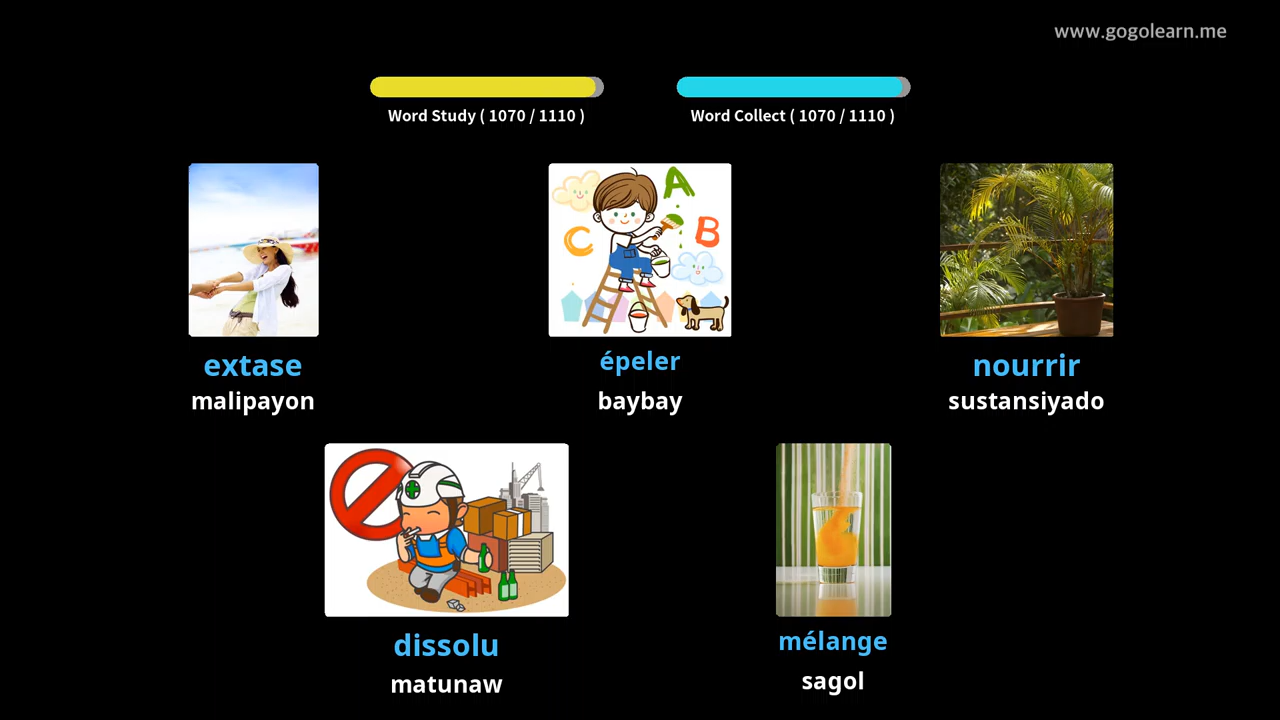 www.gogolearn.me
Word Study ( 1070 / 1110 )
Word Collect ( 1070 / 1110 )
A
B
C
extase
malipayon
épeler
baybay
nourrir
sustansiyado
dissolu
matunaw
mélange
sagol